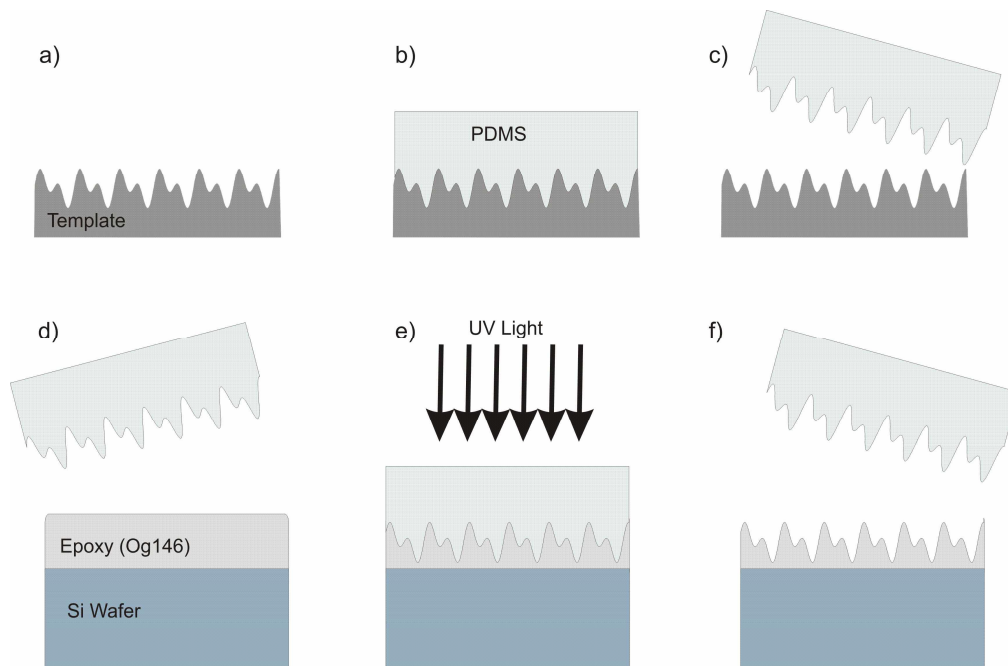 a)
b)
c)
PDMS
Template
d)
e)
UV Light
f)
Epoxy (Og146)
Si Wafer